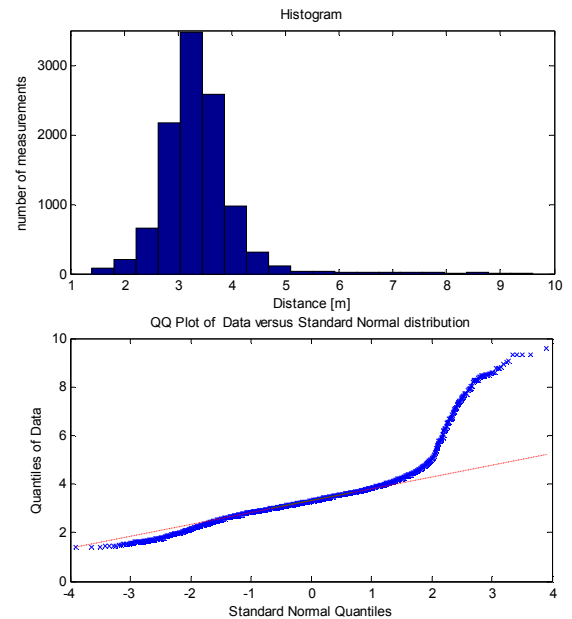 Histogram
number of measurements
3000
2000
1000
0
1 2 3 4 5 6 7 8 9 10
Distance [m]
QQ Plot of Data versus Standard Normal distribution
Quantiles of Data
10
8
6
4
2
0
-4 -3 -2 -1 0 1 2 3 4
Standard Normal Quantiles